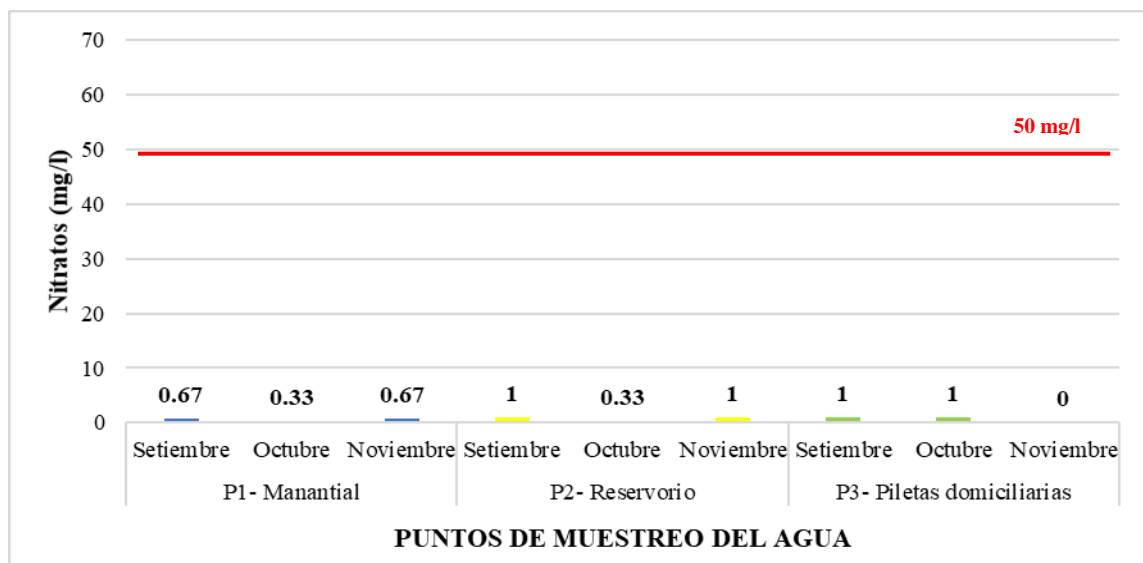 70
60
50 mg/l
50
40
30
20
10
0
Nitratos (mg/l)
0.67 0.33 0.67 1 0.33 1 1 1 0
Setiembre Octubre Noviembre Setiembre Octubre Noviembre Setiembre Octubre Noviembre
P1- Manantial P2- Reservorio P3- Piletas domiciliarias
PUNTOS DE MUESTREO DEL AGUA